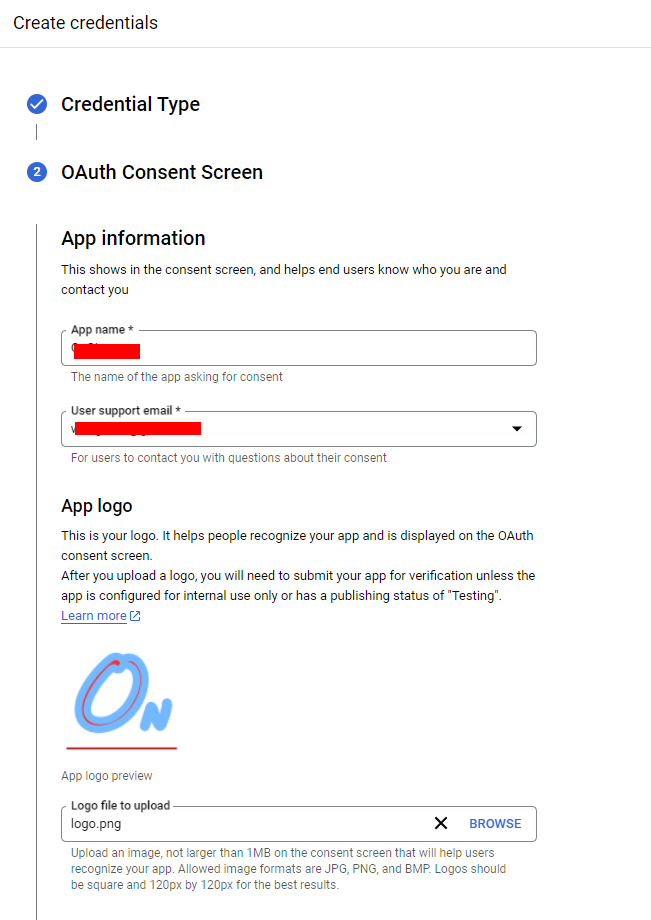 Create credentials
Credential Type
2
OAuth Consent Screen
App information
This shows in the consent screen, and helps end users know who you are and
contact you
App name *
The name of the app asking for consent
User support email *
For users to contact you with questions about their consent
App logo
This is your logo. It helps people recognize your app and is displayed on the OAuth
consent screen.
After you upload a logo, you will need to submit your app for verification unless the
app is configured for internal use only or has a publishing status of "Testing".
Learn more
ON
App logo preview
Logo file to upload
logo.png
BROWSE
Upload an image, not larger than 1MB on the consent screen that will help users
recognize your app. Allowed image formats are JPG, PNG, and BMP. Logos should
be square and 120px by 120px for the best results.